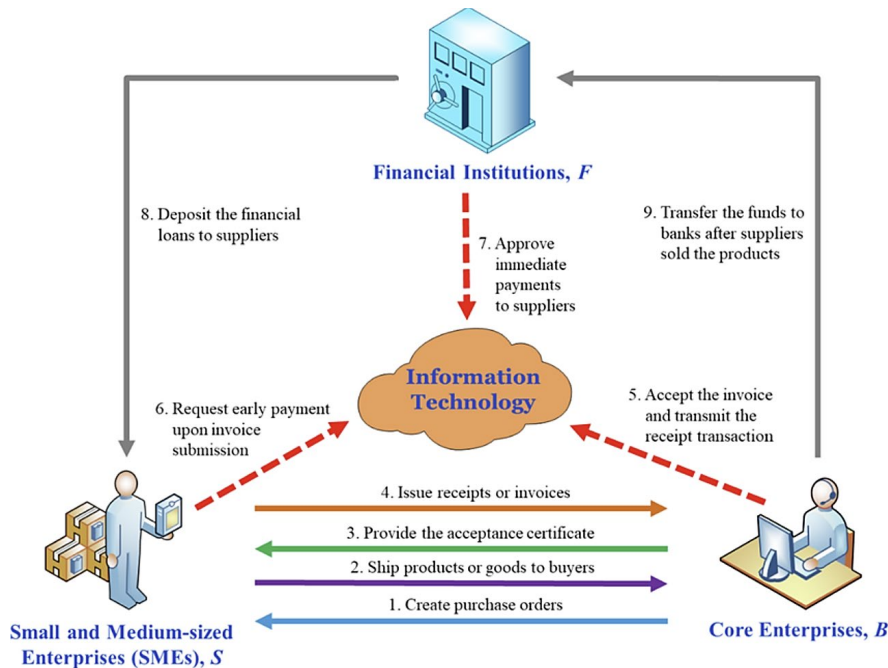 Financial Institutions, F
8. Deposit the financial
loans to suppliers
9. Transfer the funds to
banks after suppliers
sold the products
7. Approve
immediate
payments
to suppliers
Information
Technology
6. Request early payment
upon invoice
submission
5. Accept the invoice
and transmit the
receipt transaction
4. Issue receipts or invoices
3. Provide the acceptance certificate
2. Ship products or goods to buyers
1. Create purchase orders
Small and Medium-sized
Enterprises (SMEs), S
Core Enterprises, B